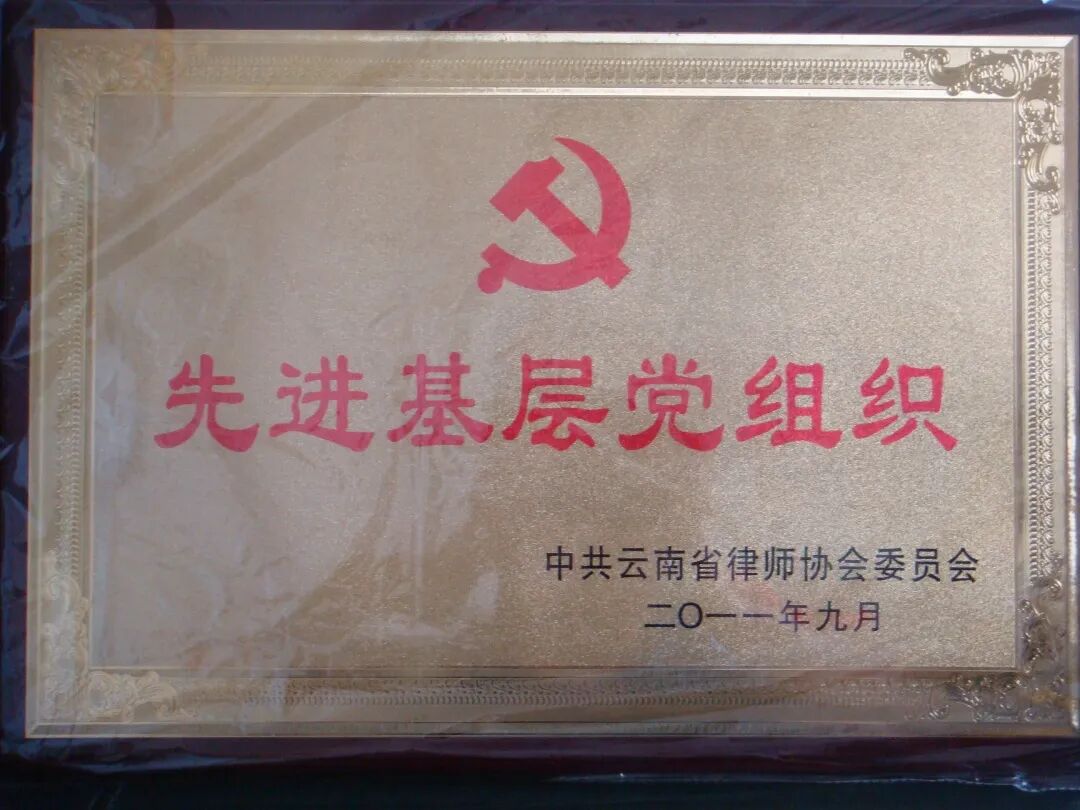 先进基层党组织
中共云南省律师协会委员会
二〇一一年九月